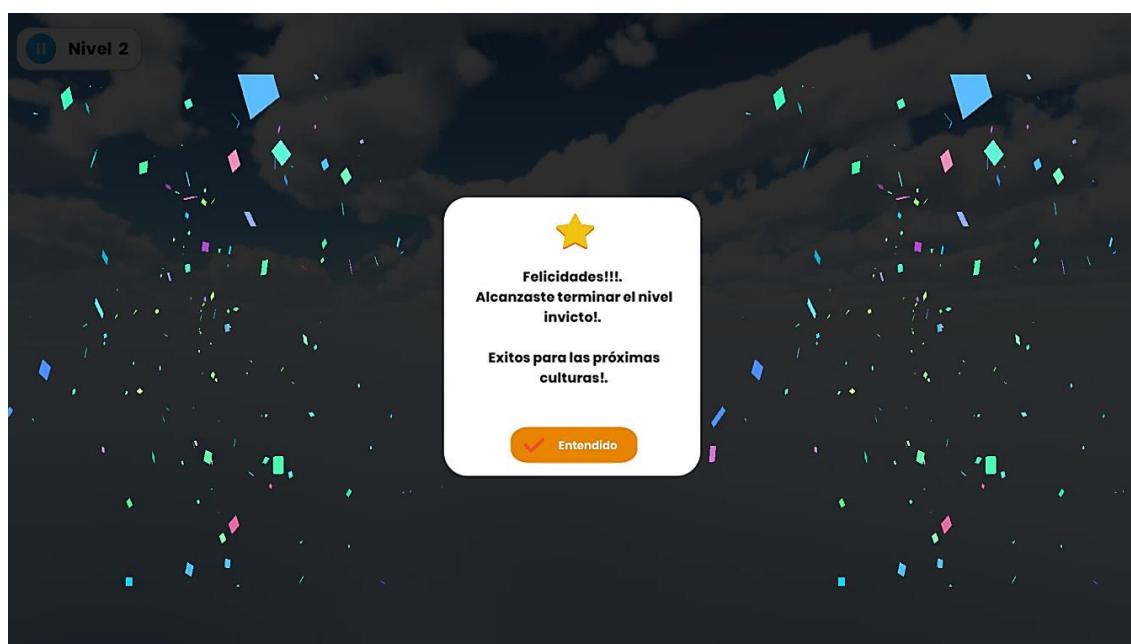 Nivel 2
Felicidades!!!.
Alcanzaste terminar el nivel
invicto!.
Exitos para las próximas
culturas!.
Entendido